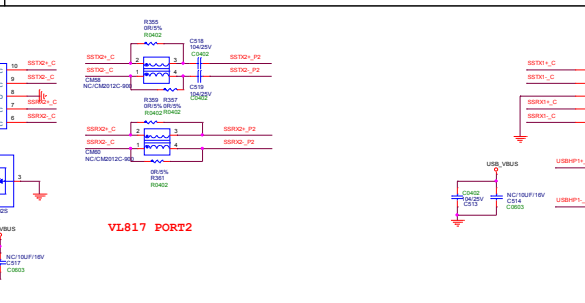 R355
0R/5%
R0402
C518
104/25V
C0402
SSTX2+_C
2
3
SSTX2+_P2
SSTX2-_C
1
4
SSTX2-_P2
CM58
NC/CM2012C-900
C519
104/25V
C0402
R359
0R/5%
R0402
R357
0R/5%
R0402
SSRX2+_C
2
3
SSRX2+_P2
SSRX2-_C
1
4
SSRX2-_P2
CM60
NC/CM2012C-900
0R/5%
R361
R0402
VL817 PORT2
10
SSTX2+_C
9
SSTX2-_C
8
7
SSRX2+_C
6
SSRX2-_C
3
VBUS
NC/10UF/16V
C517
C0603
SSTX1+_C
SSTX1-_C
SSRX1+_C
SSRX1-_C
USB_VBUS
C0402
104/25V
C513
NC/10UF/16V
C514
C0603
USBHP1+_
USBHP1-_